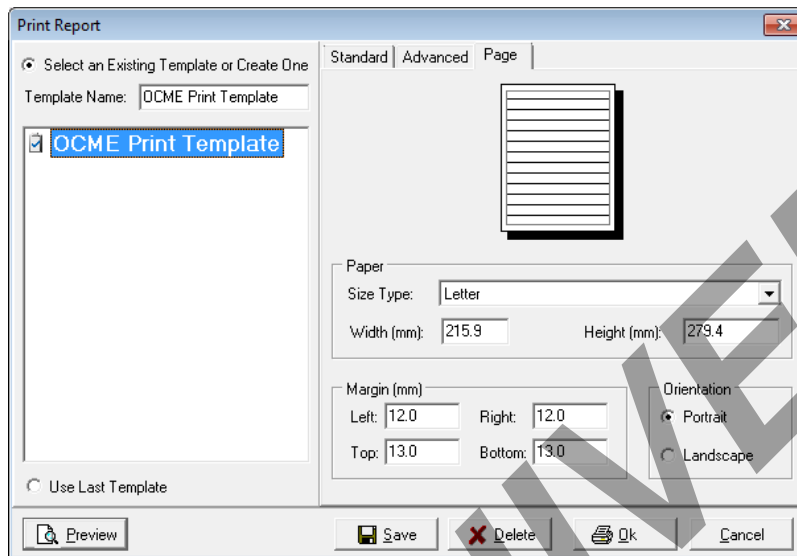 Print Report
Select an Existing Template or Create One
Template Name: OCME Print Template
OCME Print Template
Use Last Template
Standard Advanced Page
Paper
Size Type: Letter
Width (mm): 215.9 Height (mm): 279.4
Margin (mm)
Left: 12.0 Right: 12.0
Top: 13.0 Bottom: 13.0
Orientation
Portrait
Landscape
Preview Save Delete Ok Cancel